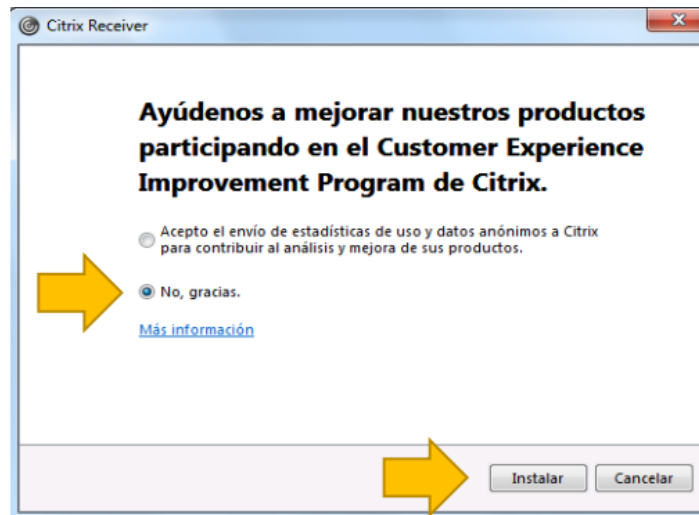 Citrix Receiver
Ayúdenos a mejorar nuestros productos
participando en el Customer Experience
Improvement Program de Citrix.
Acepto el envío de estadísticas de uso y datos anónimos a Citrix
para contribuir al análisis y mejora de sus productos.
No, gracias.
Más información
Instalar Cancelar